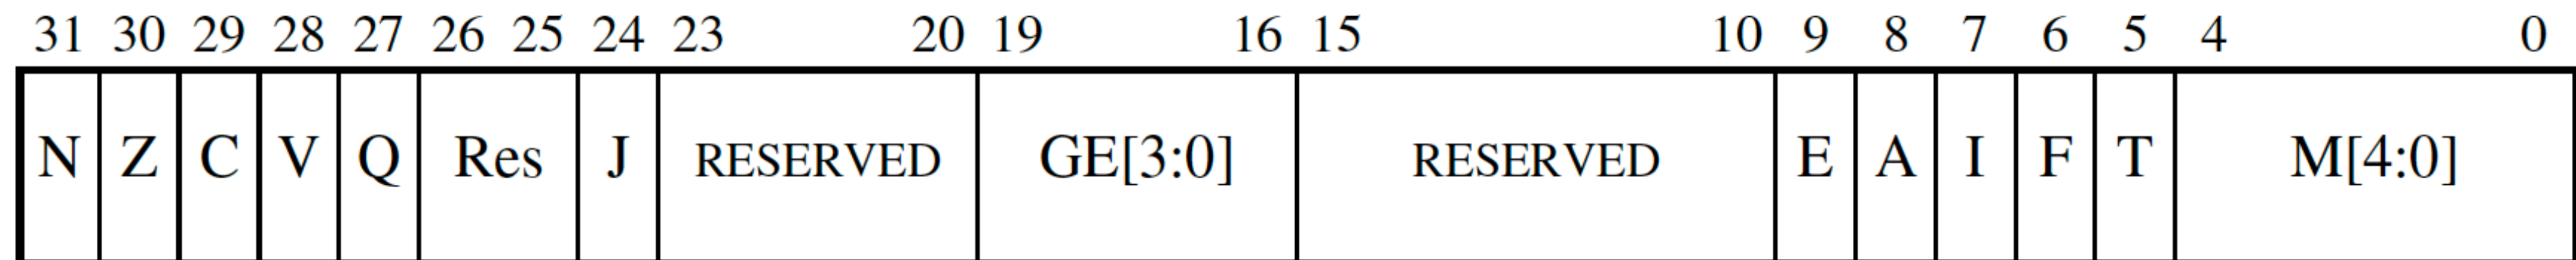 31 30 29 28 27 26 25 24 23 20 19 16 15 10 9 8 7 6 5 4 0
N Z C V Q Res J RESERVED GE[3:0] RESERVED E A I F T M[4:0]